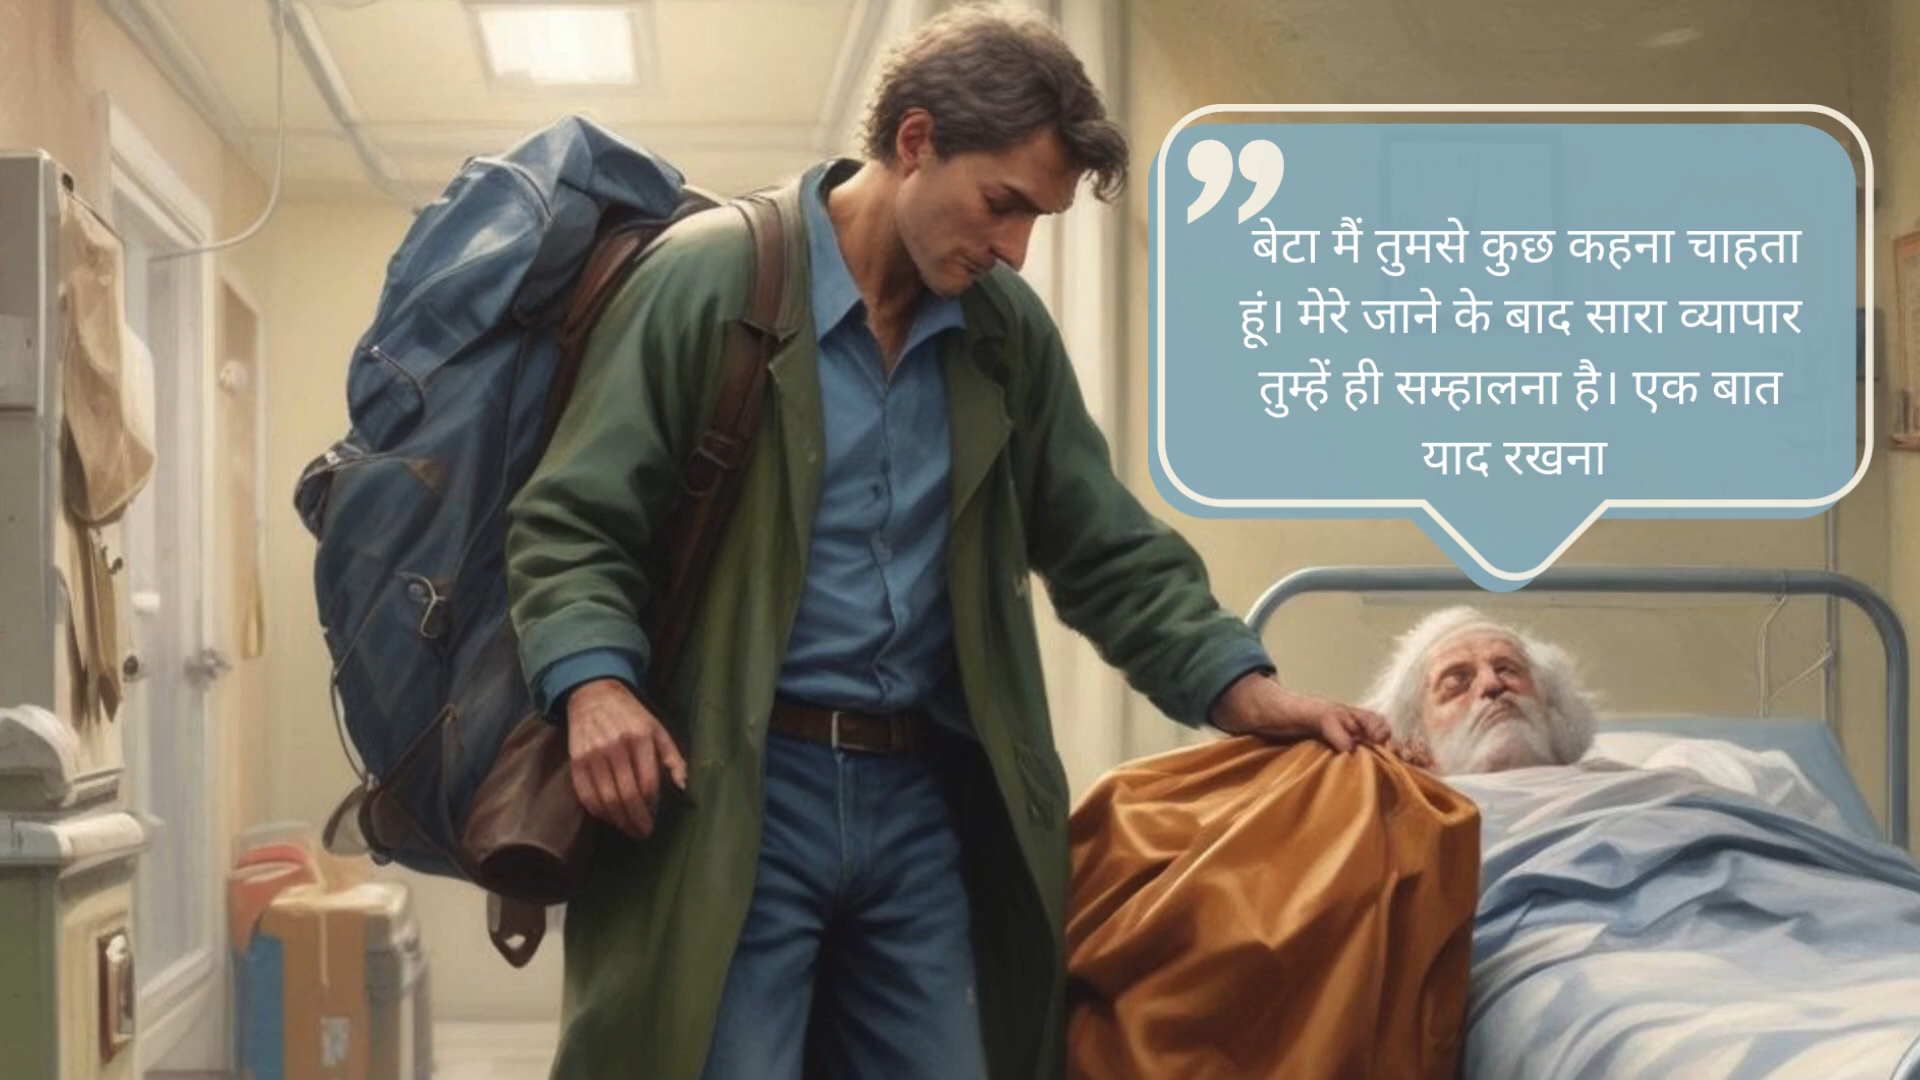 बेटा मैं तुमसे कुछ कहना चाहता
हूं। मेरे जाने के बाद सारा व्यापार
तुम्हें ही सम्हालना है। एक बात
याद रखना